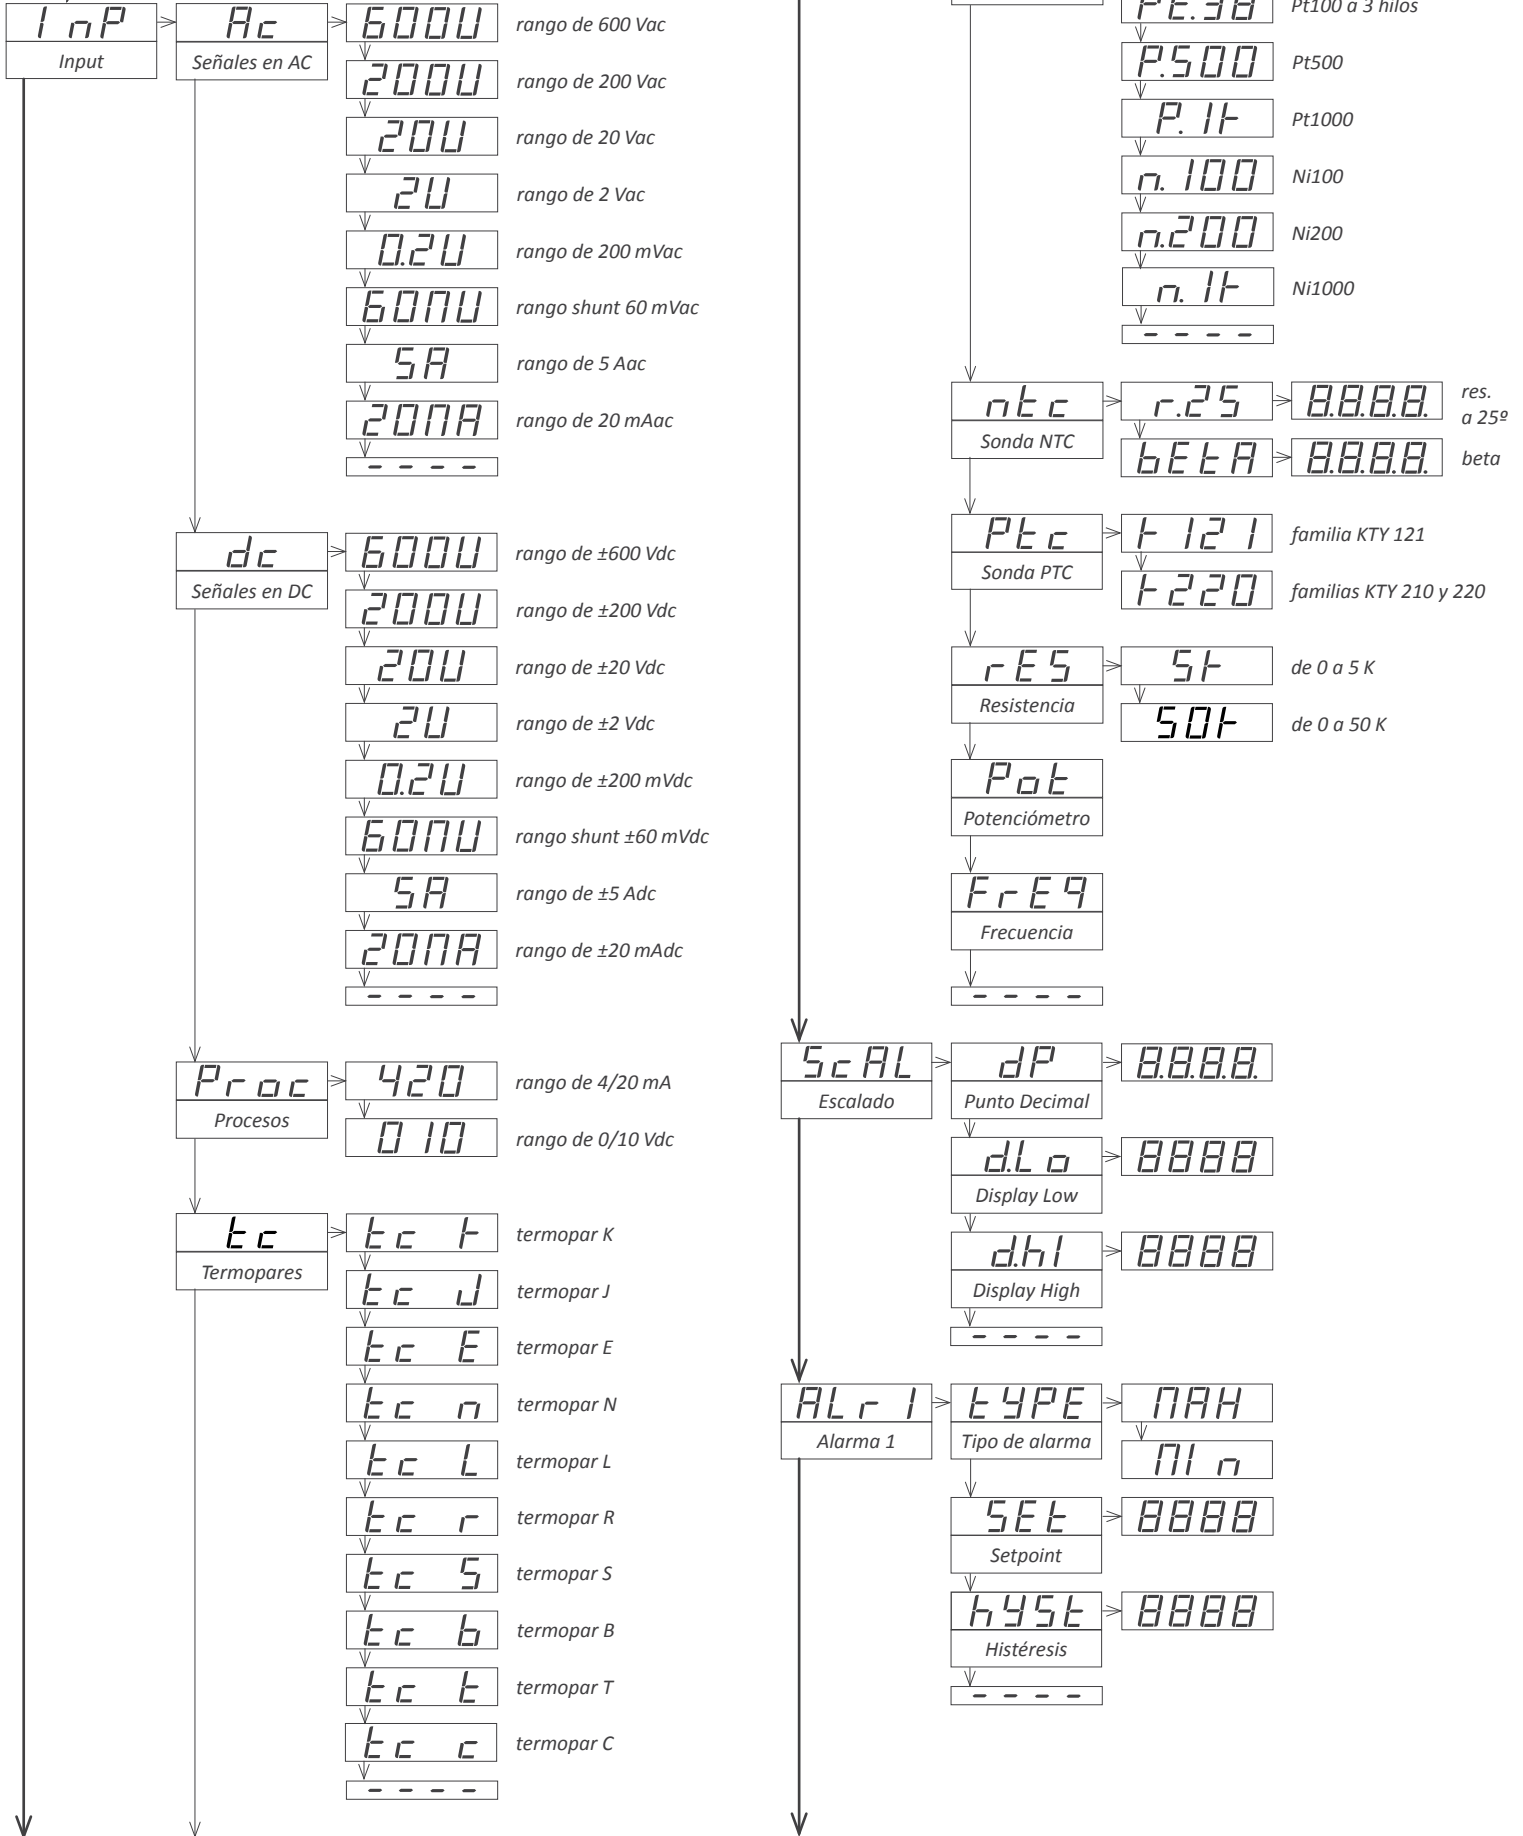 InP
Input
Ac
Señales en AC
600U
rango de 600 Vac
200U
rango de 200 Vac
20U
rango de 20 Vac
2U
rango de 2 Vac
0.2U
rango de 200 mVac
60MU
rango shunt 60 mVac
5A
rango de 5 Aac
20MA
rango de 20 mAac
- - - -
dc
Señales en DC
600U
rango de ±600 Vdc
200U
rango de ±200 Vdc
20U
rango de ±20 Vdc
2U
rango de ±2 Vdc
0.2U
rango de ±200 mVdc
60MU
rango shunt ±60 mVdc
5A
rango de ±5 Adc
20MA
rango de ±20 mAdc
- - - -
Proc
Procesos
420
rango de 4/20 mA
010
rango de 0/10 Vdc
tc
Termopares
tc k
termopar K
tc J
termopar J
tc E
termopar E
tc n
termopar N
tc L
termopar L
tc r
termopar R
tc S
termopar S
tc b
termopar B
tc t
termopar T
tc c
termopar C
- - - -
Pt.3B
Pt100 a 3 hilos
P.500
Pt500
P.1k
Pt1000
n.100
Ni100
n.200
Ni200
n.1k
Ni1000
- - - -
ntc
Sonda NTC
r.25
8.8.8.8.
res.
a 25º
bEtA
8.8.8.8.
beta
Ptc
Sonda PTC
k121
familia KTY 121
k220
familias KTY 210 y 220
rES
Resistencia
5k
de 0 a 5 K
50k
de 0 a 50 K
Pot
Potenciómetro
FrEq
Frecuencia
- - - -
ScAL
Escalado
dP
Punto Decimal
8.8.8.8.
d.Lo
Display Low
8888
d.hI
Display High
8888
- - - -
ALr1
Alarma 1
tYPE
Tipo de alarma
MAH
MIn
SEt
Setpoint
8888
hYSt
Histéresis
8888
- - - -